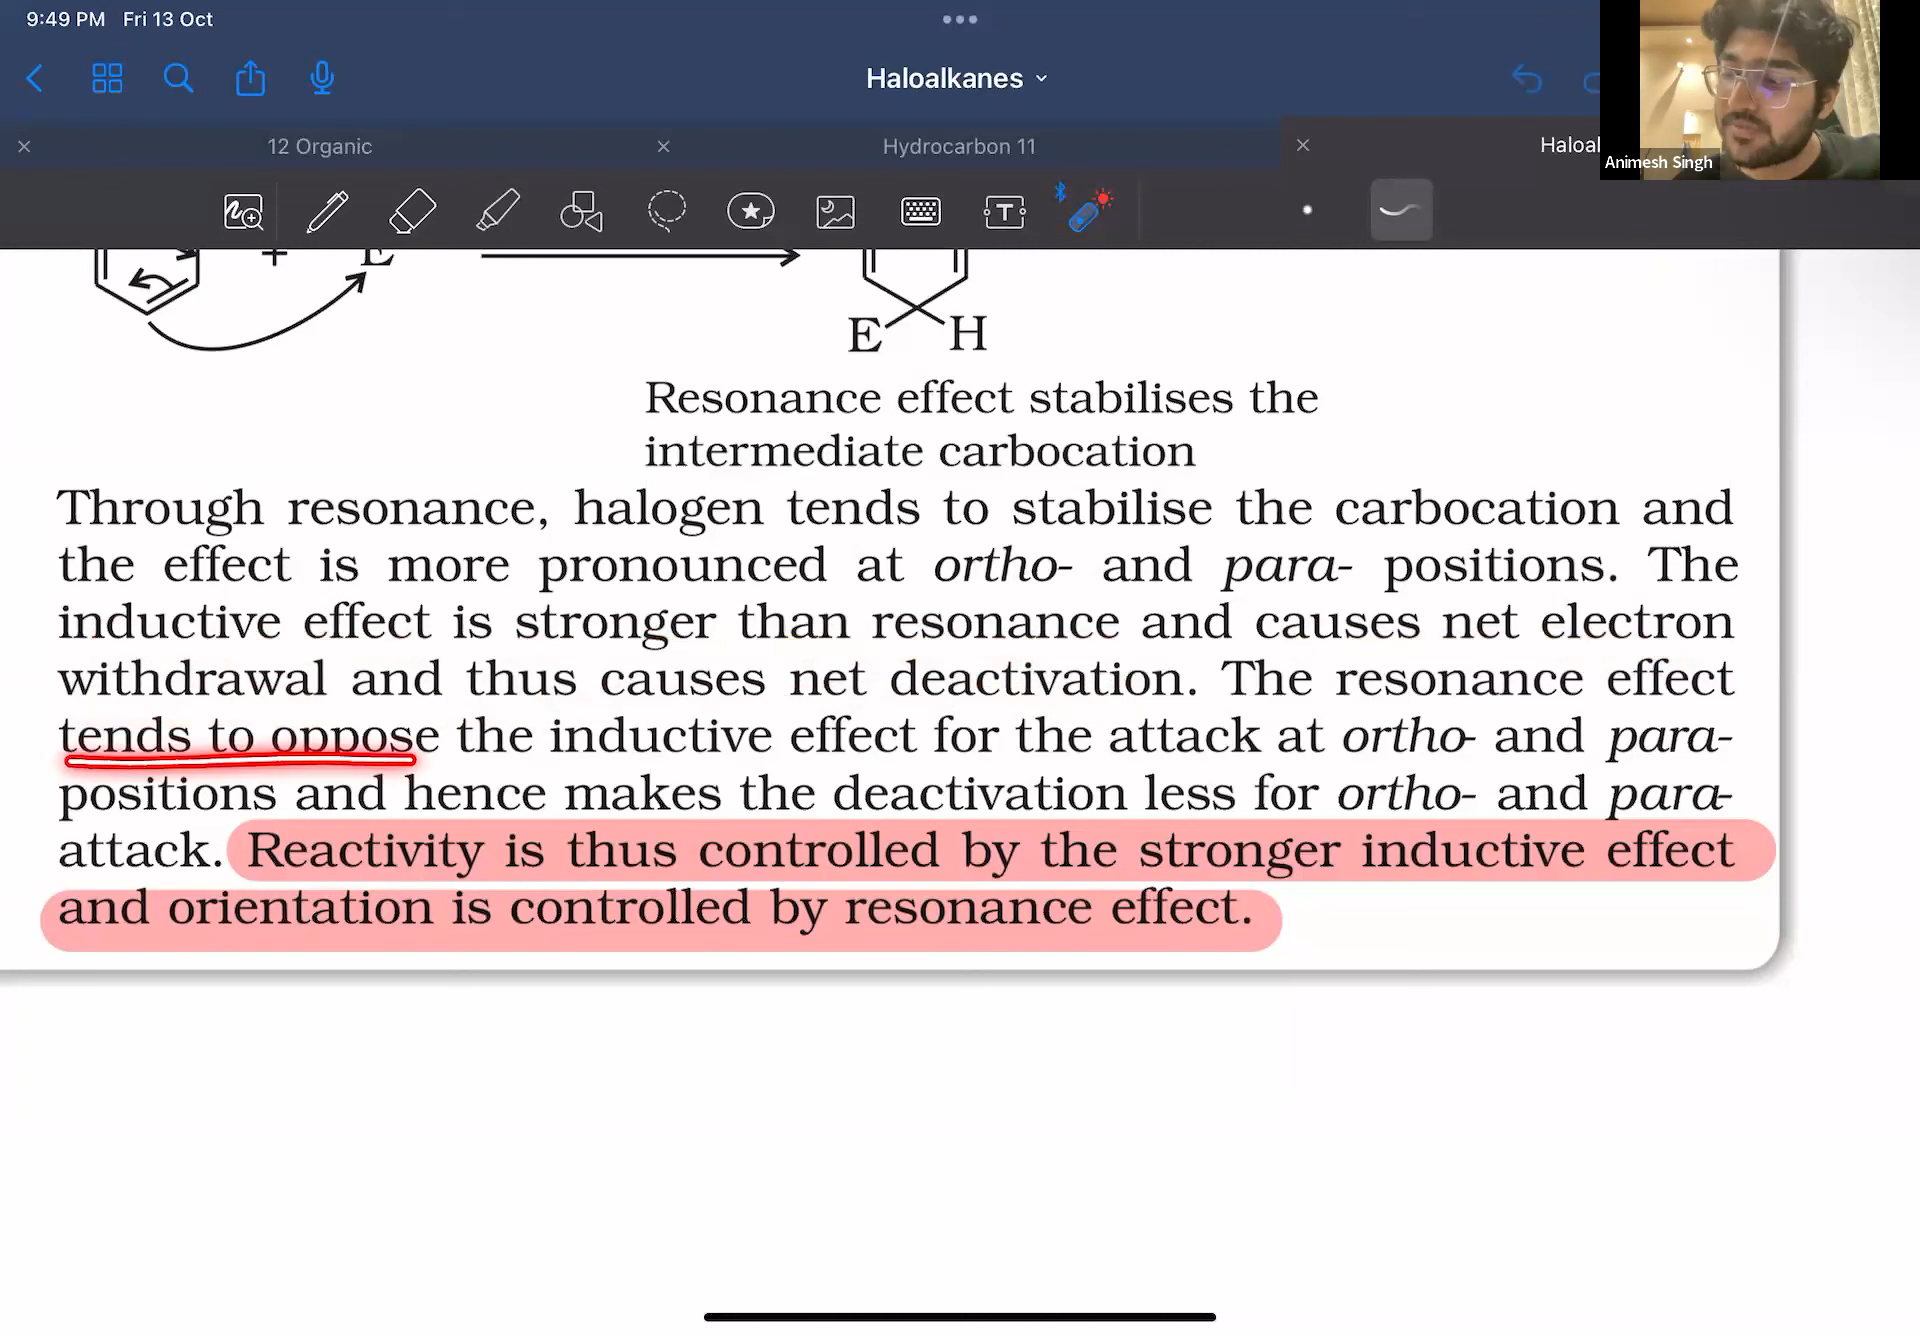 9:49 PM Fri 13 Oct
Haloalkanes
12 Organic
Hydrocarbon 11
Haloal
Animesh Singh
+ E
E H
Resonance effect stabilises the
intermediate carbocation
Through resonance, halogen tends to stabilise the carbocation and
the effect is more pronounced at ortho- and para- positions. The
inductive effect is stronger than resonance and causes net electron
withdrawal and thus causes net deactivation. The resonance effect
tends to oppose the inductive effect for the attack at ortho- and para-
positions and hence makes the deactivation less for ortho- and para-
attack. Reactivity is thus controlled by the stronger inductive effect
and orientation is controlled by resonance effect.